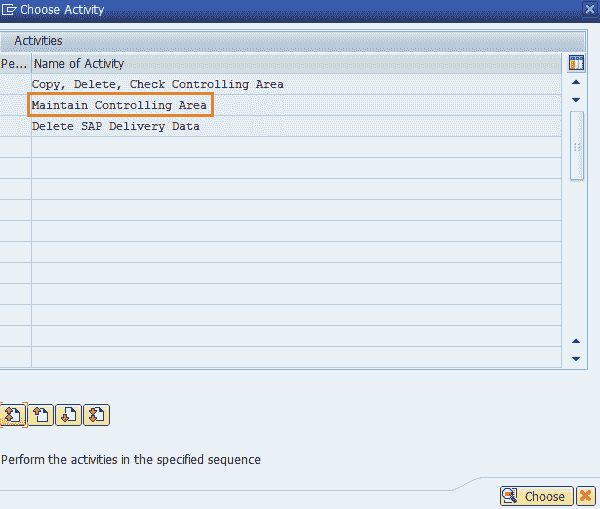 Choose Activity
Activities
Pe... Name of Activity
Copy, Delete, Check Controlling Area
Maintain Controlling Area
Delete SAP Delivery Data
Perform the activities in the specified sequence
Choose